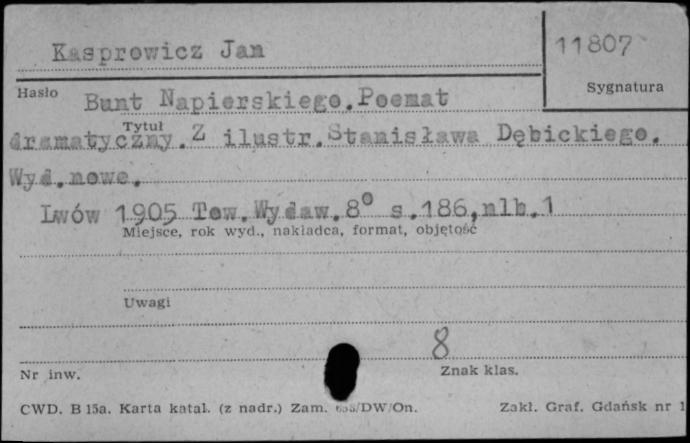 Kasprowicz Jan
11807
Hasło
Sygnatura
Bunt Napierskiego.Poemat
Tytuł
dramatyczny.Z ilustr.Stanisława Dębickiego.
Wyd.nowe.
Lwów 1905 Tow.Wydaw.8° s.186,nlb.1
Miejsce, rok wyd., nakładca, format, objętość
Uwagi
8
Nr inw.
Znak klas.
CWD. B 15a. Karta katal. (z nadr.) Zam. /DW/On.
Zakł. Graf. Gdańsk nr 1